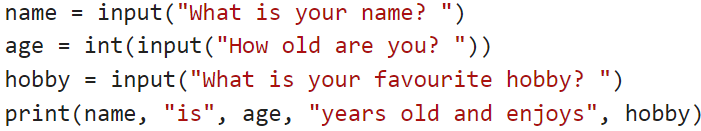 name = input("What is your name? ")
age = int(input("How old are you? "))
hobby = input("What is your favourite hobby? ")
print(name, "is", age, "years old and enjoys", hobby)